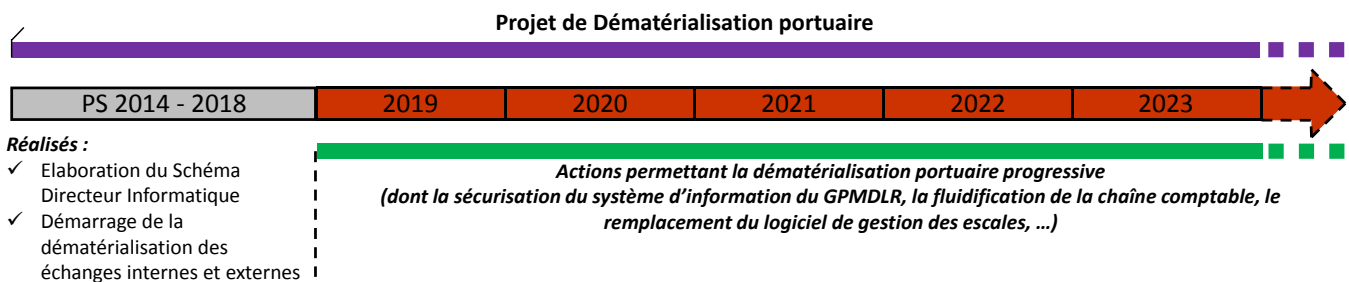 Projet de Dématérialisation portuaire
PS 2014 - 2018
2019
2020
2021
2022
2023
Réalisés :
✓ Elaboration du Schéma
Directeur Informatique
✓ Démarrage de la
dématérialisation des
échanges internes et externes
Actions permettant la dématérialisation portuaire progressive
(dont la sécurisation du système d'information du GPMDLR, la fluidification de la chaîne comptable, le
remplacement du logiciel de gestion des escales, …)